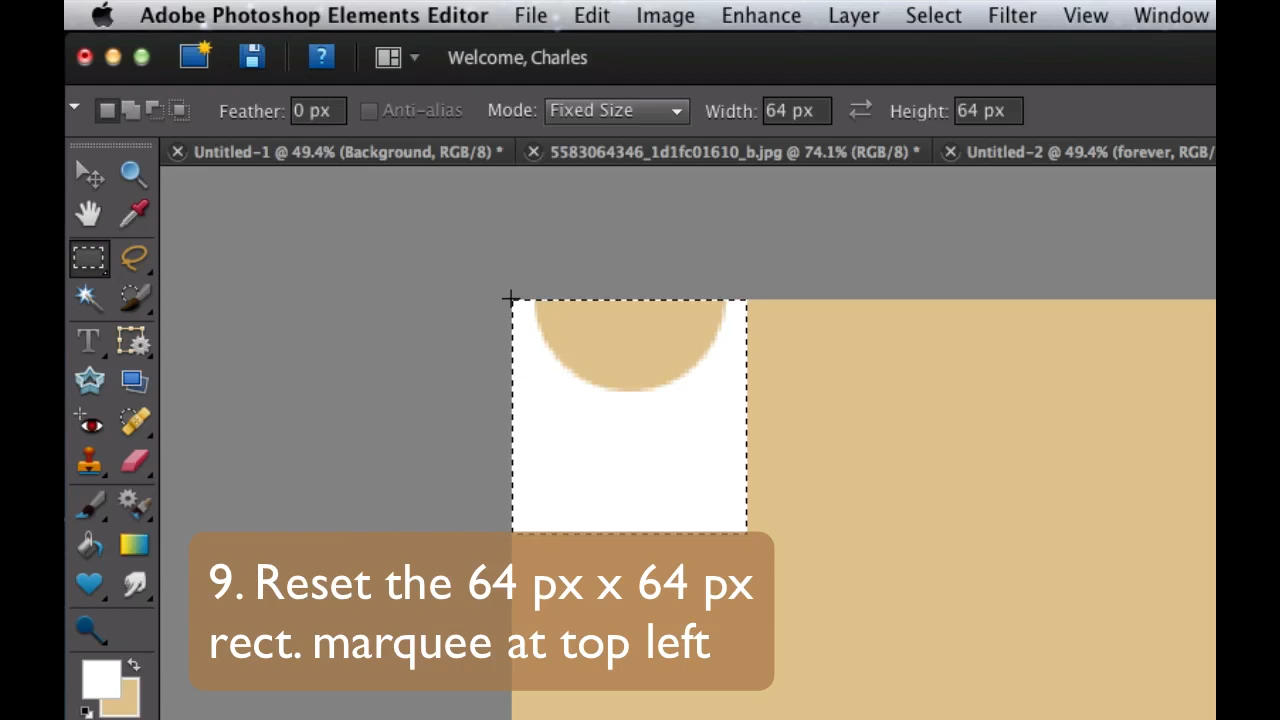 Adobe Photoshop Elements Editor File Edit Image Enhance Layer Select Filter View Window
? Welcome, Charles
Feather: 0 px Anti-alias Mode: Fixed Size Width: 64 px Height: 64 px
Untitled-1 @ 49.4% (Background, RGB/8) * 5583064346_1d1fc01610_b.jpg @ 74.1% (RGB/8) * Untitled-2 @ 49.4% (forever, RGB/
T
9. Reset the 64 px x 64 px
rect. marquee at top left